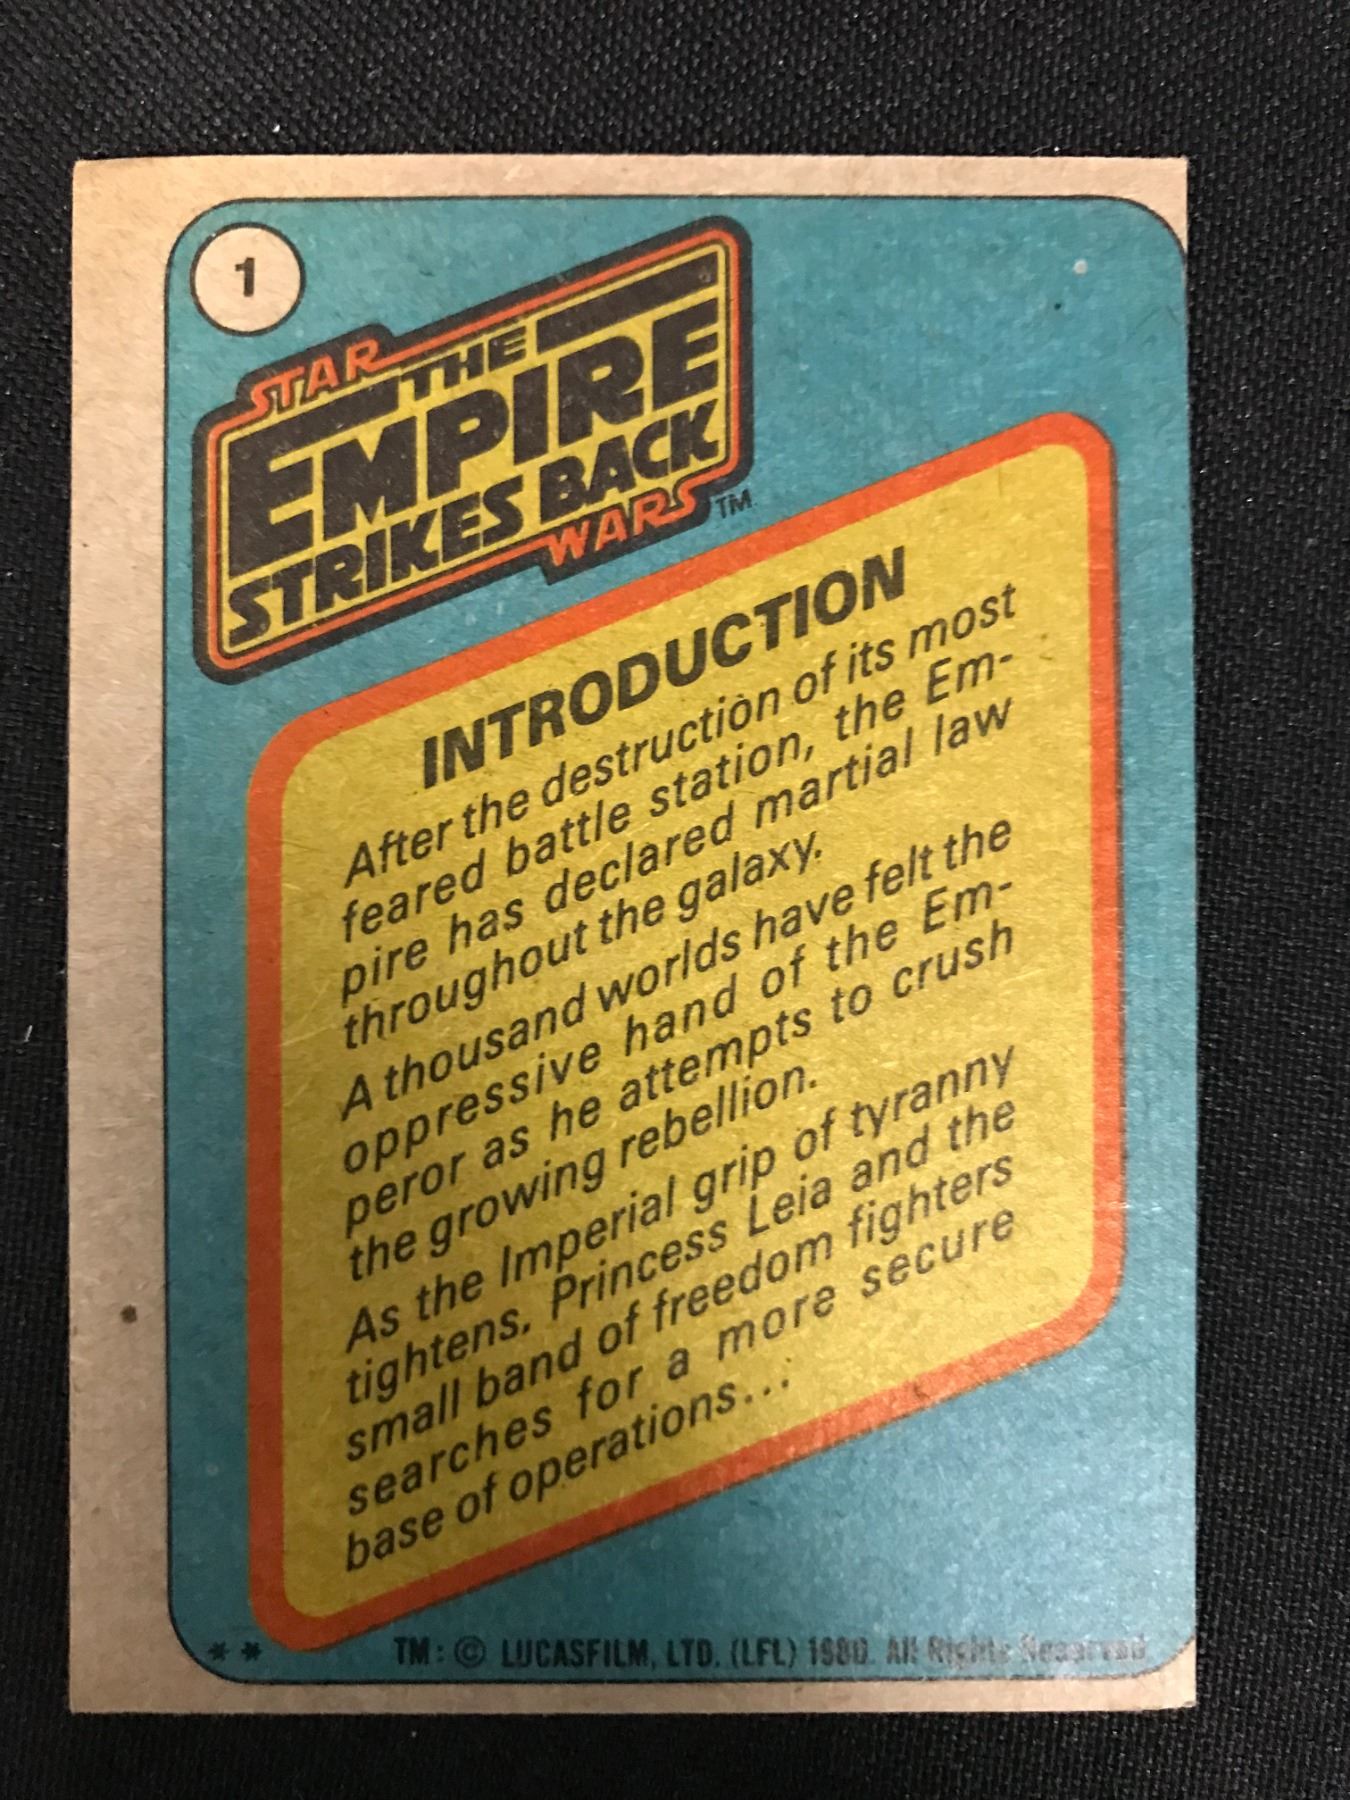 1
STAR
THE
EMPIRE
STRIKES BACK
WARS TM
INTRODUCTION
After the destruction of its most
feared battle station, the Em-
pire has declared martial law
throughout the galaxy.
A thousand worlds have felt the
oppressive hand of the Em-
peror as he attempts to crush
the growing rebellion.
As the Imperial grip of tyranny
tightens, Princess Leia and the
small band of freedom fighters
searches for a more secure
base of operations...
** TM: © LUCASFILM, LTD. (LFL) 1980. All Rights Reserved